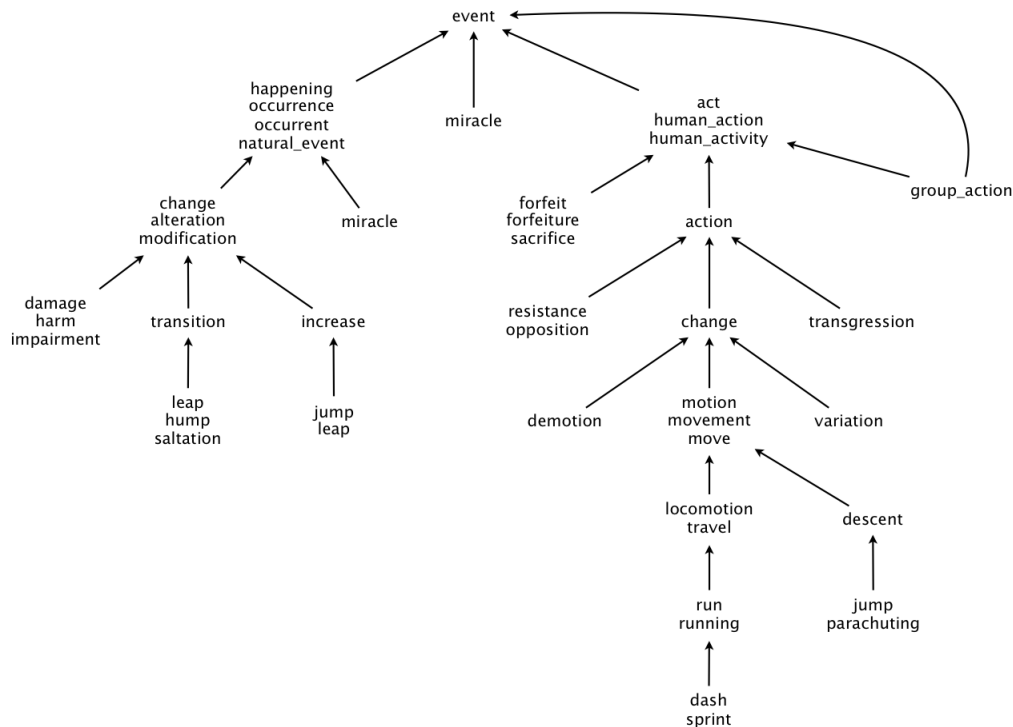 event
happening
occurrence
occurrent
natural_event
miracle
act
human_action
human_activity
group_action
change
alteration
modification
miracle
forfeit
forfeiture
sacrifice
action
damage
harm
impairment
transition
increase
resistance
opposition
change
transgression
leap
hump
saltation
jump
leap
demotion
motion
movement
move
variation
locomotion
travel
descent
run
running
jump
parachuting
dash
sprint